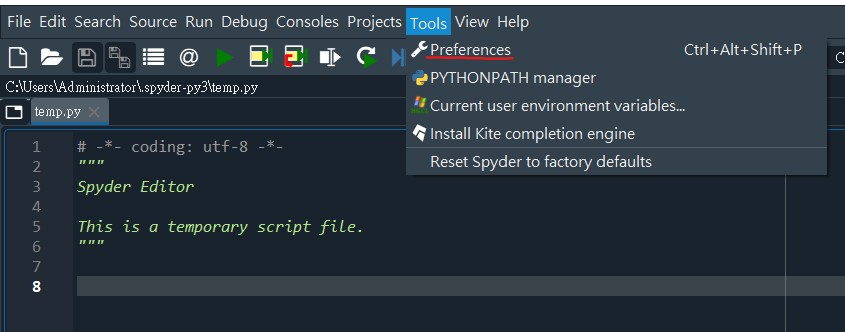 File Edit Search Source Run Debug Consoles Projects Tools View Help
Preferences Ctrl+Alt+Shift+P
PYTHONPATH manager
Current user environment variables...
Install Kite completion engine
Reset Spyder to factory defaults
C:\Users\Administrator\.spyder-py3\temp.py
temp.py
1 # -*- coding: utf-8 -*-
2 """
3 Spyder Editor
4
5 This is a temporary script file.
6 """
7
8